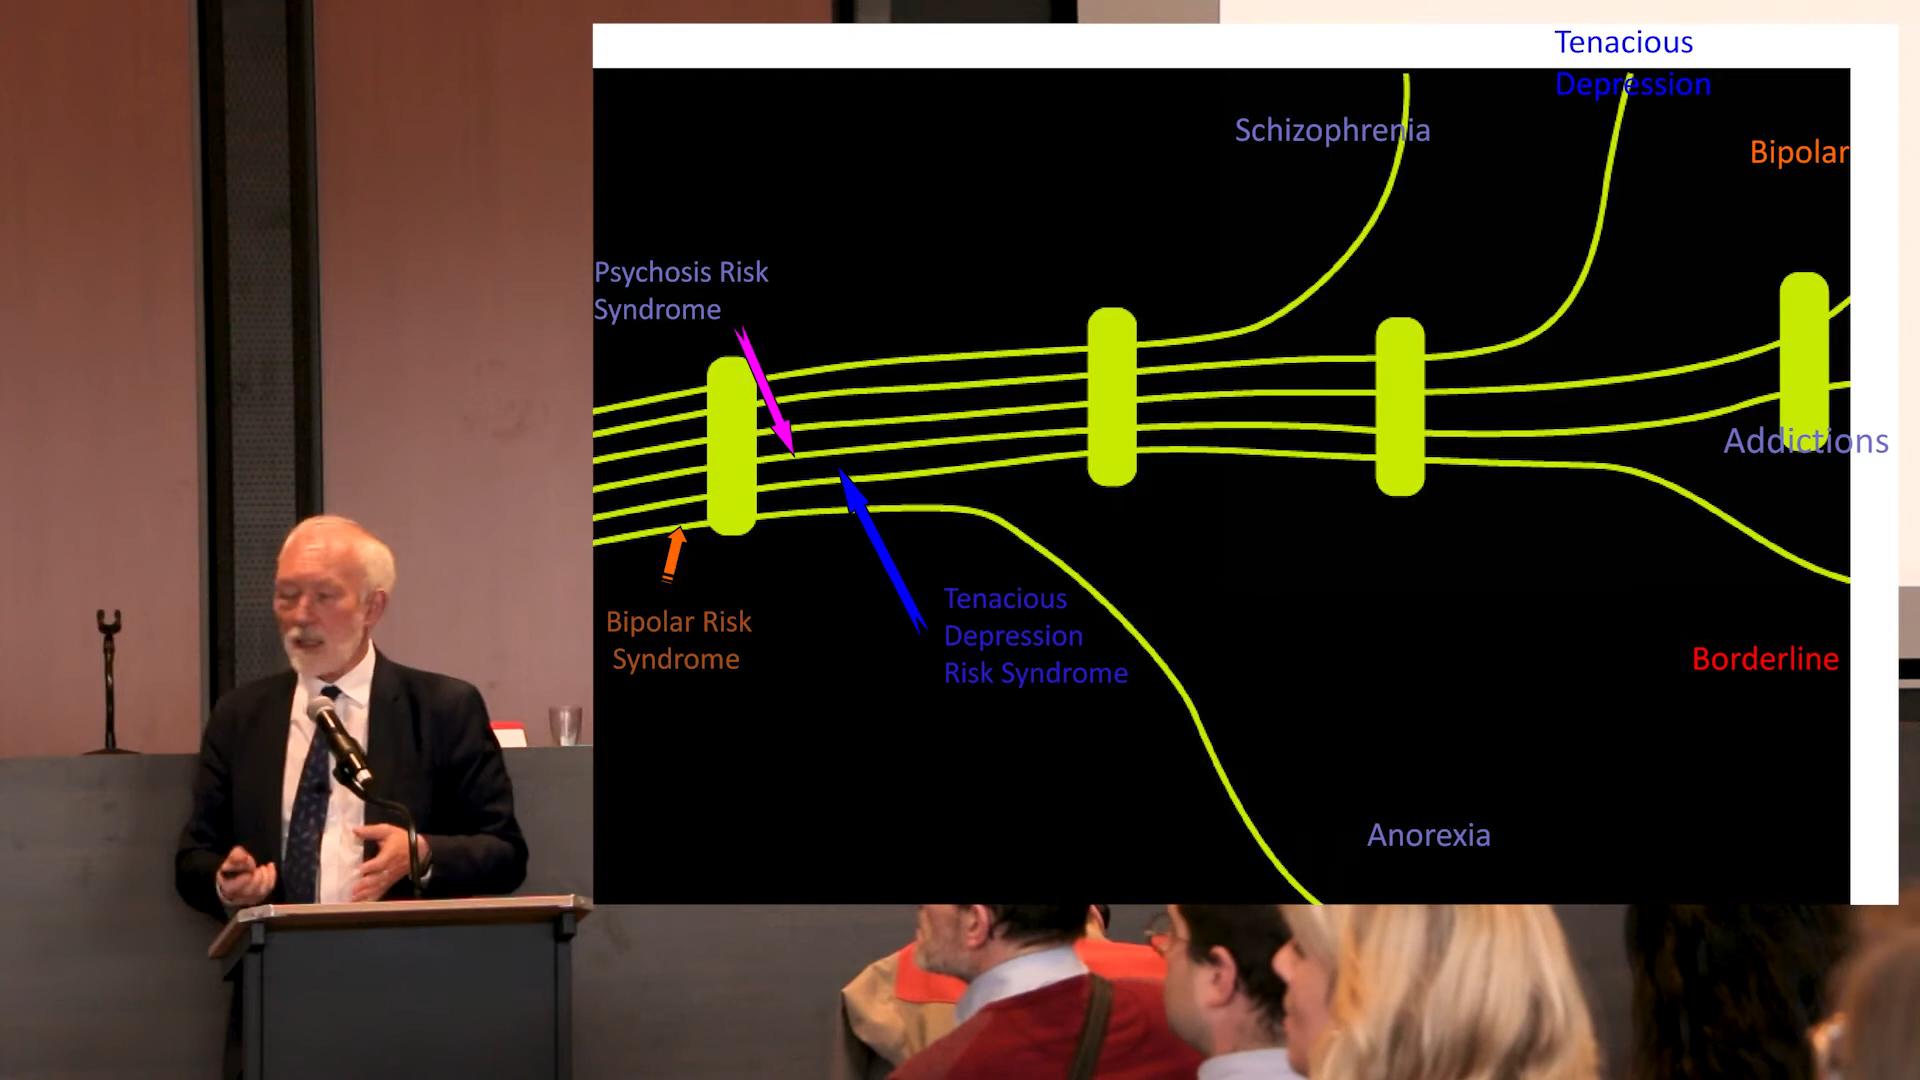 Tenacious
Depression
Schizophrenia
Bipolar
Psychosis Risk
Syndrome
Addictions
Tenacious
Depression
Risk Syndrome
Bipolar Risk
Syndrome
Borderline
Anorexia